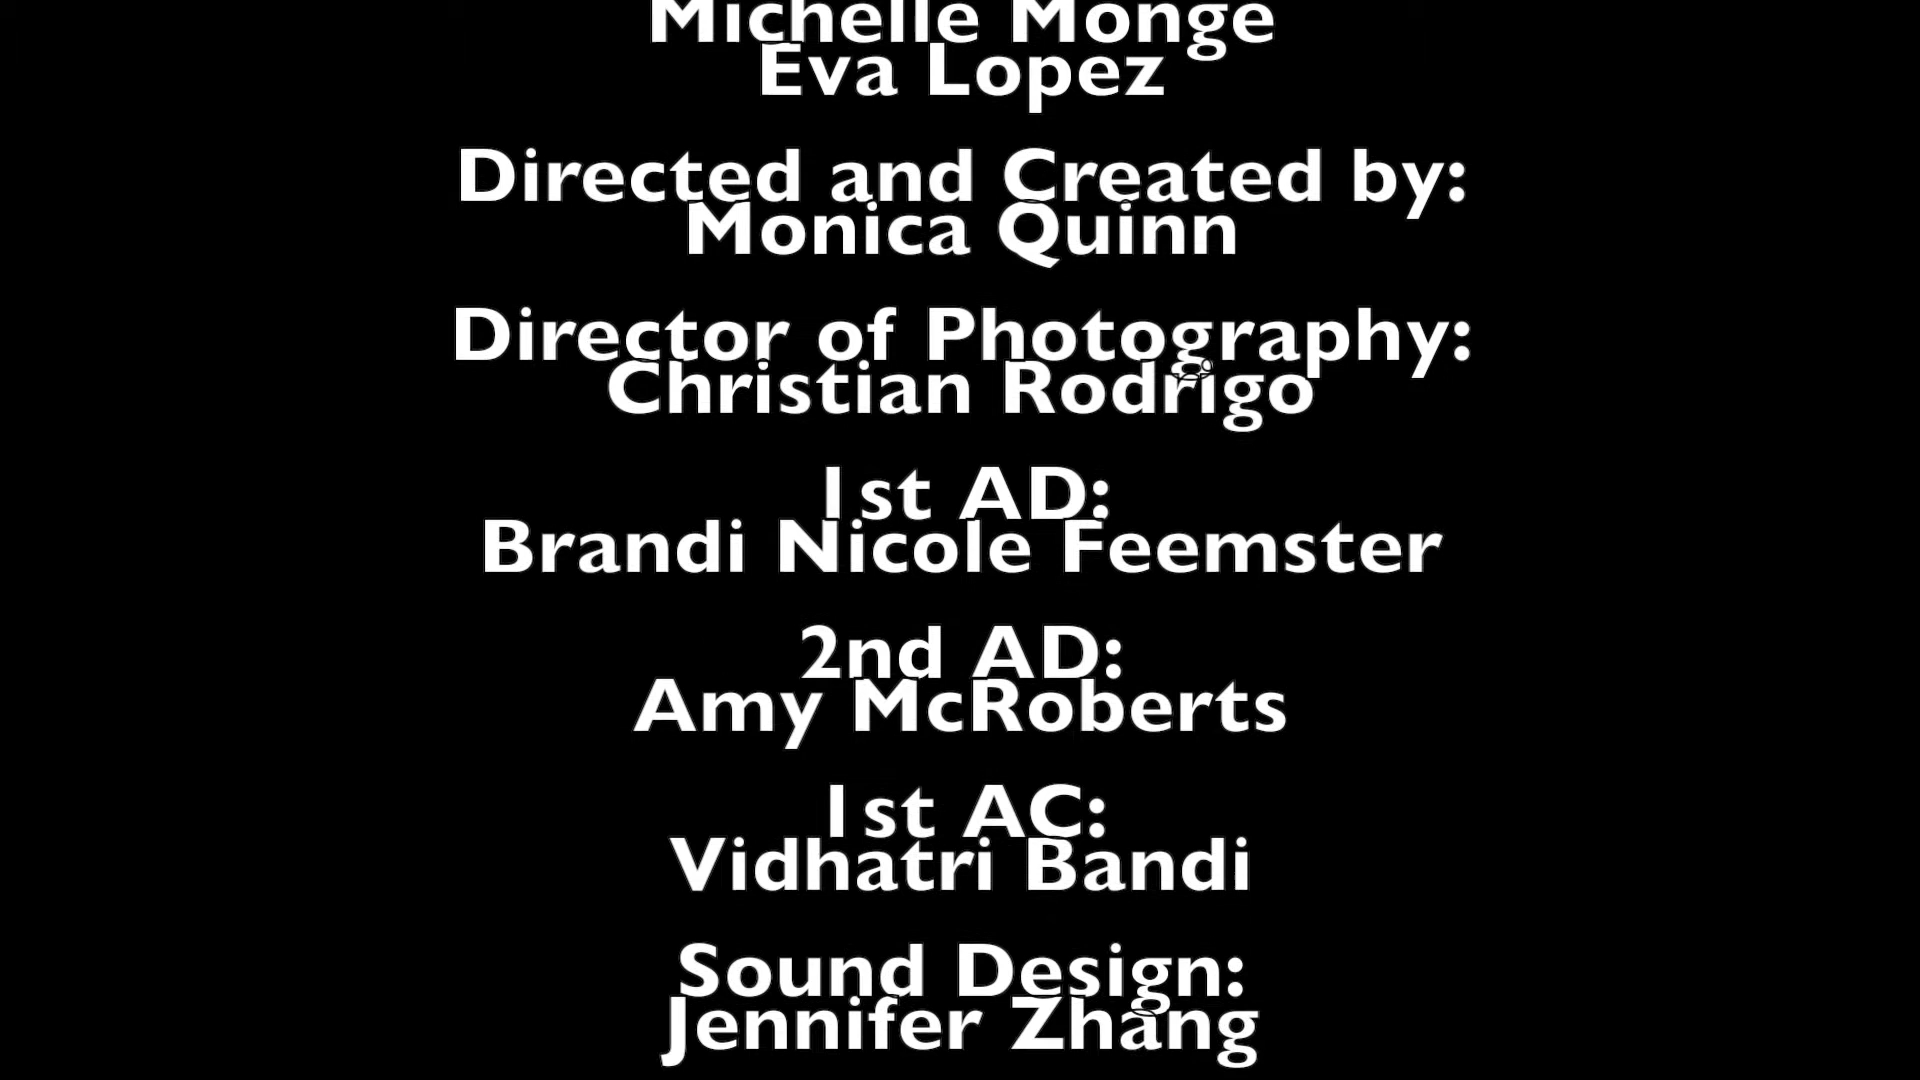 Michelle Monge
Eva Lopez
Directed and Created by:
Monica Quinn
Director of Photography:
Christian Rodrigo
1st AD:
Brandi Nicole Feemster
2nd AD:
Amy McRoberts
1st AC:
Vidhatri Bandi
Sound Design:
Jennifer Zhang